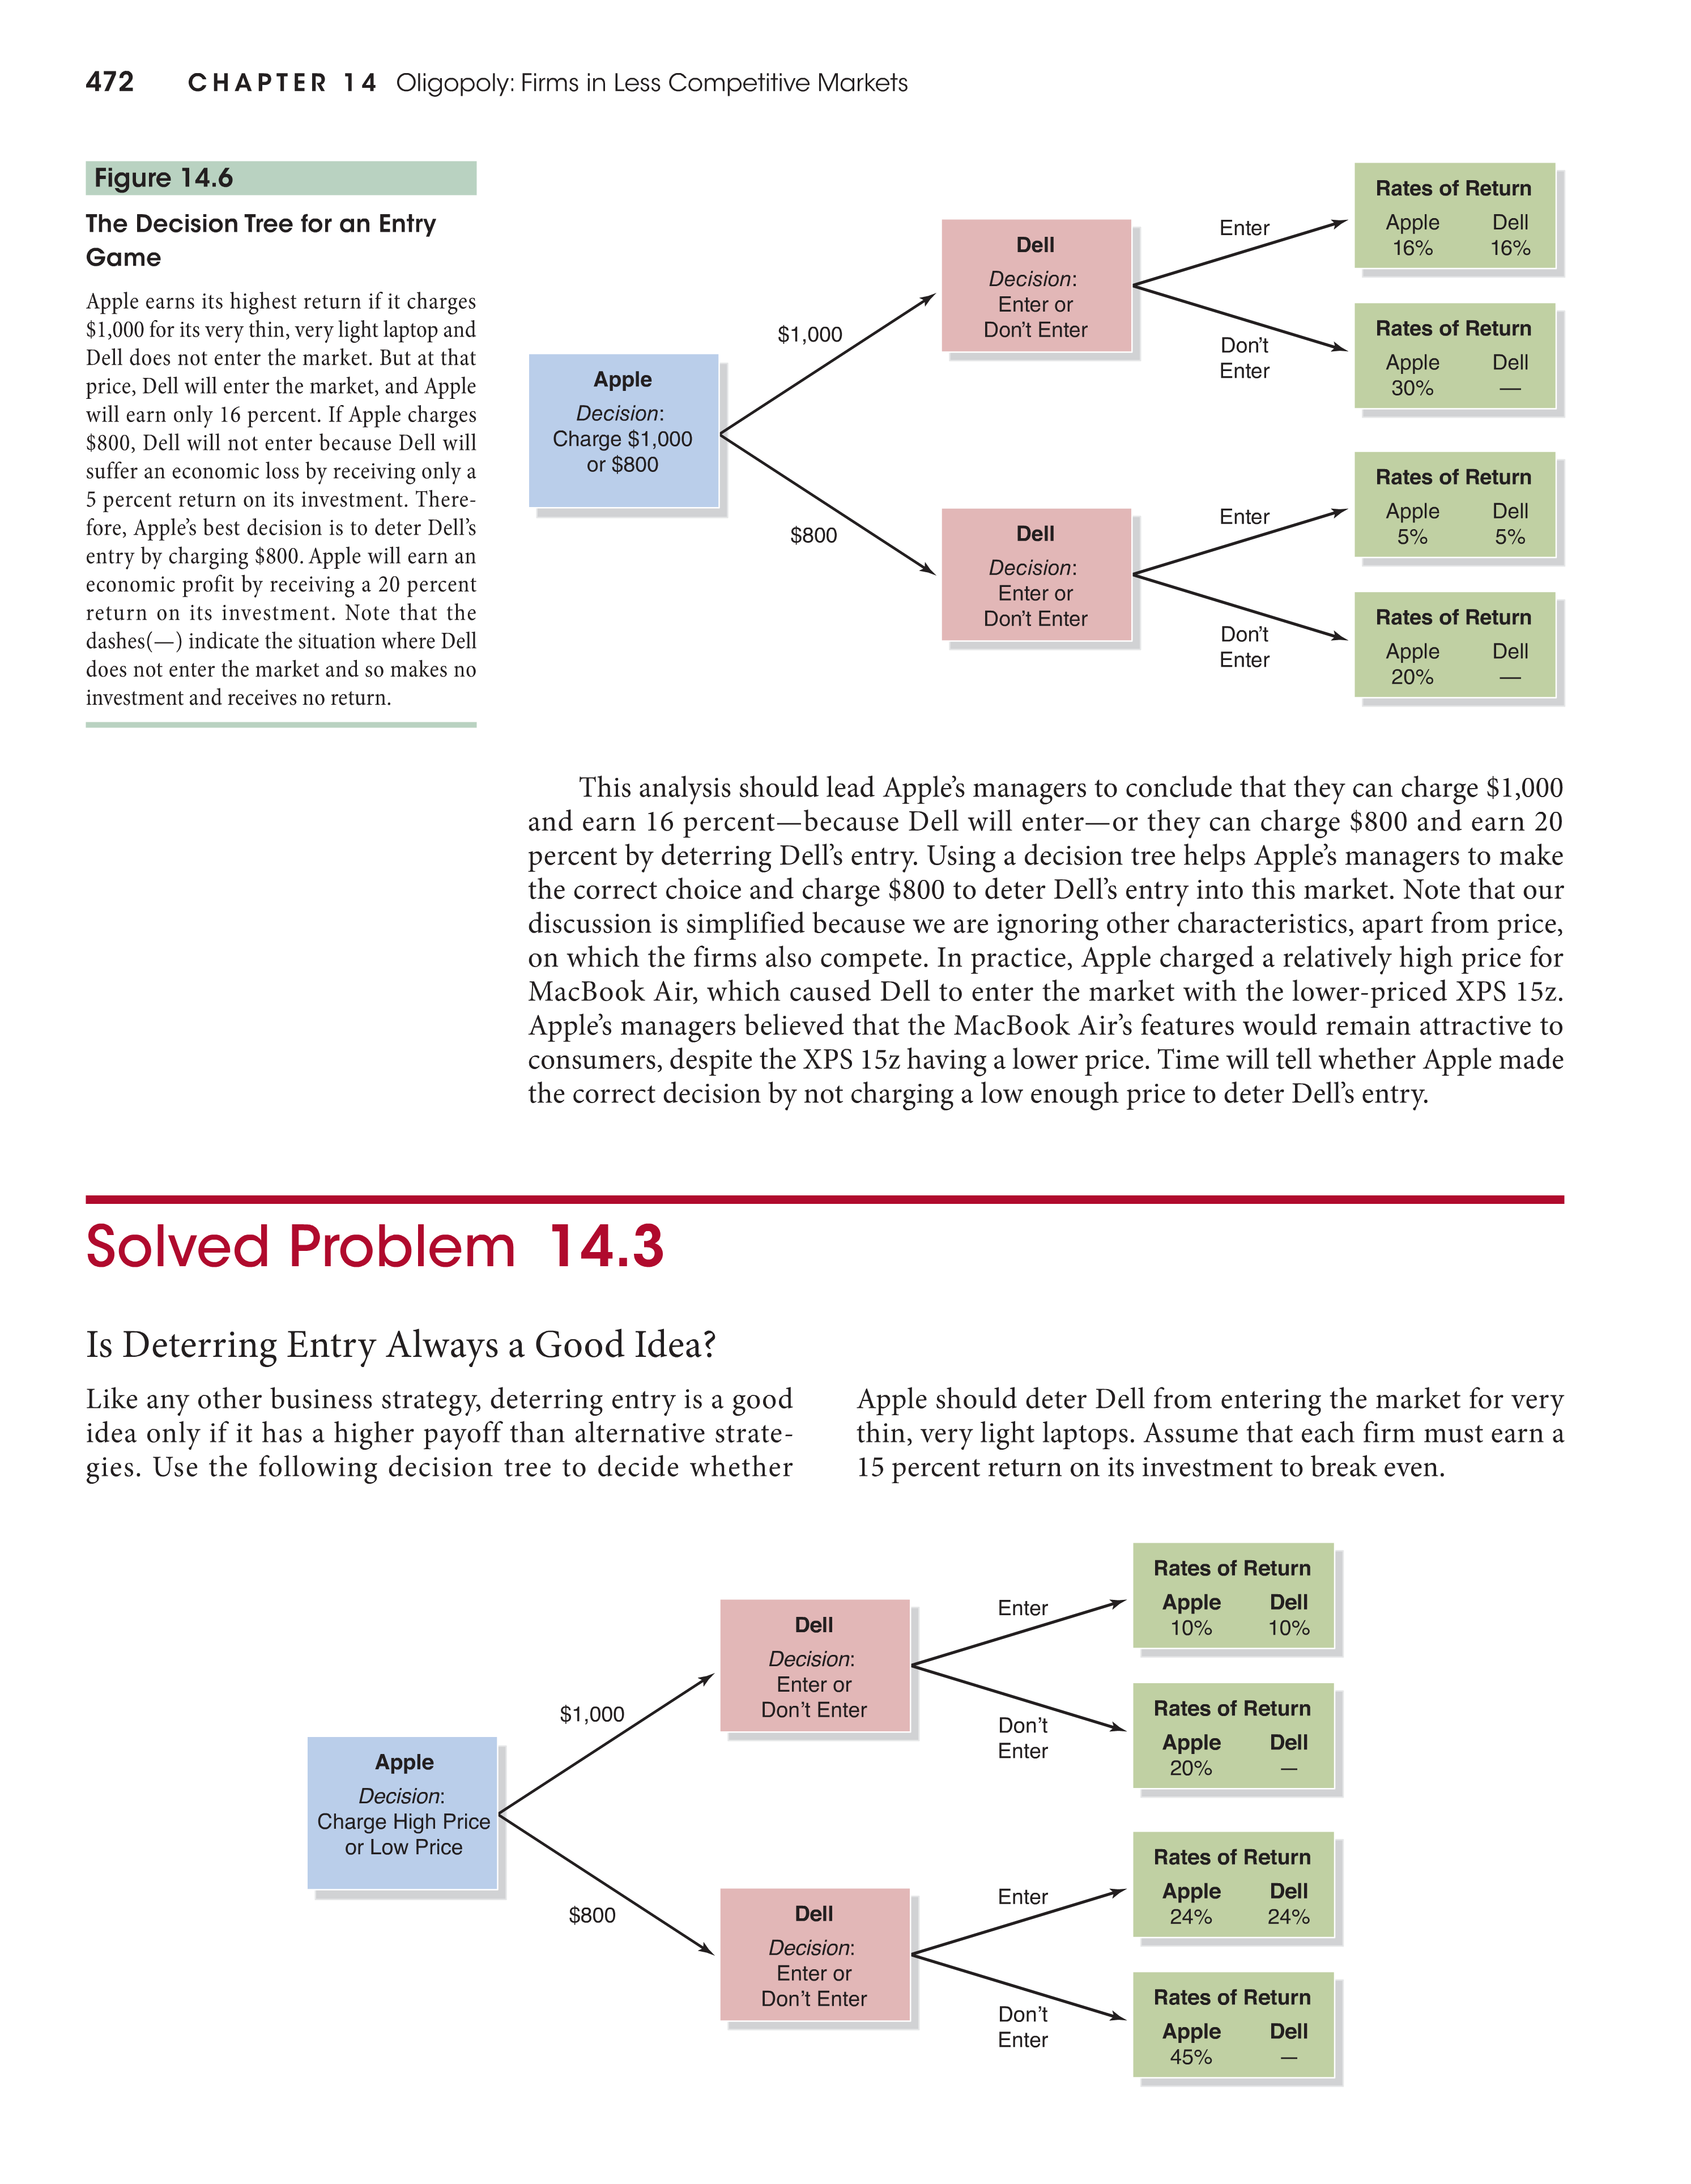 472 CHAPTER 14 Oligopoly: Firms in Less Competitive Markets
Figure 14.6
The Decision Tree for an Entry
Game
Apple earns its highest return if it charges
$1,000 for its very thin, very light laptop and
Dell does not enter the market. But at that
price, Dell will enter the market, and Apple
will earn only 16 percent. If Apple charges
$800, Dell will not enter because Dell will
suffer an economic loss by receiving only a
5 percent return on its investment. There-
fore, Apple’s best decision is to deter Dell’s
entry by charging $800. Apple will earn an
economic profit by receiving a 20 percent
return on its investment. Note that the
dashes(—) indicate the situation where Dell
does not enter the market and so makes no
investment and receives no return.
Apple
Decision:
Charge $1,000
or $800
$1,000
$800
Dell
Decision:
Enter or
Don’t Enter
Enter
Don’t
Enter
Rates of Return
Apple Dell
16% 16%
Rates of Return
Apple Dell
30% —
Dell
Decision:
Enter or
Don’t Enter
Enter
Don’t
Enter
Rates of Return
Apple Dell
5% 5%
Rates of Return
Apple Dell
20% —
This analysis should lead Apple’s managers to conclude that they can charge $1,000
and earn 16 percent—because Dell will enter—or they can charge $800 and earn 20
percent by deterring Dell’s entry. Using a decision tree helps Apple’s managers to make
the correct choice and charge $800 to deter Dell’s entry into this market. Note that our
discussion is simplified because we are ignoring other characteristics, apart from price,
on which the firms also compete. In practice, Apple charged a relatively high price for
MacBook Air, which caused Dell to enter the market with the lower-priced XPS 15z.
Apple’s managers believed that the MacBook Air’s features would remain attractive to
consumers, despite the XPS 15z having a lower price. Time will tell whether Apple made
the correct decision by not charging a low enough price to deter Dell’s entry.
Solved Problem 14.3
Is Deterring Entry Always a Good Idea?
Like any other business strategy, deterring entry is a good
idea only if it has a higher payoff than alternative strate-
gies. Use the following decision tree to decide whether
Apple should deter Dell from entering the market for very
thin, very light laptops. Assume that each firm must earn a
15 percent return on its investment to break even.
Apple
Decision:
Charge High Price
or Low Price
$1,000
$800
Dell
Decision:
Enter or
Don’t Enter
Enter
Don’t
Enter
Rates of Return
Apple Dell
10% 10%
Rates of Return
Apple Dell
20% —
Dell
Decision:
Enter or
Don’t Enter
Enter
Don’t
Enter
Rates of Return
Apple Dell
24% 24%
Rates of Return
Apple Dell
45% —